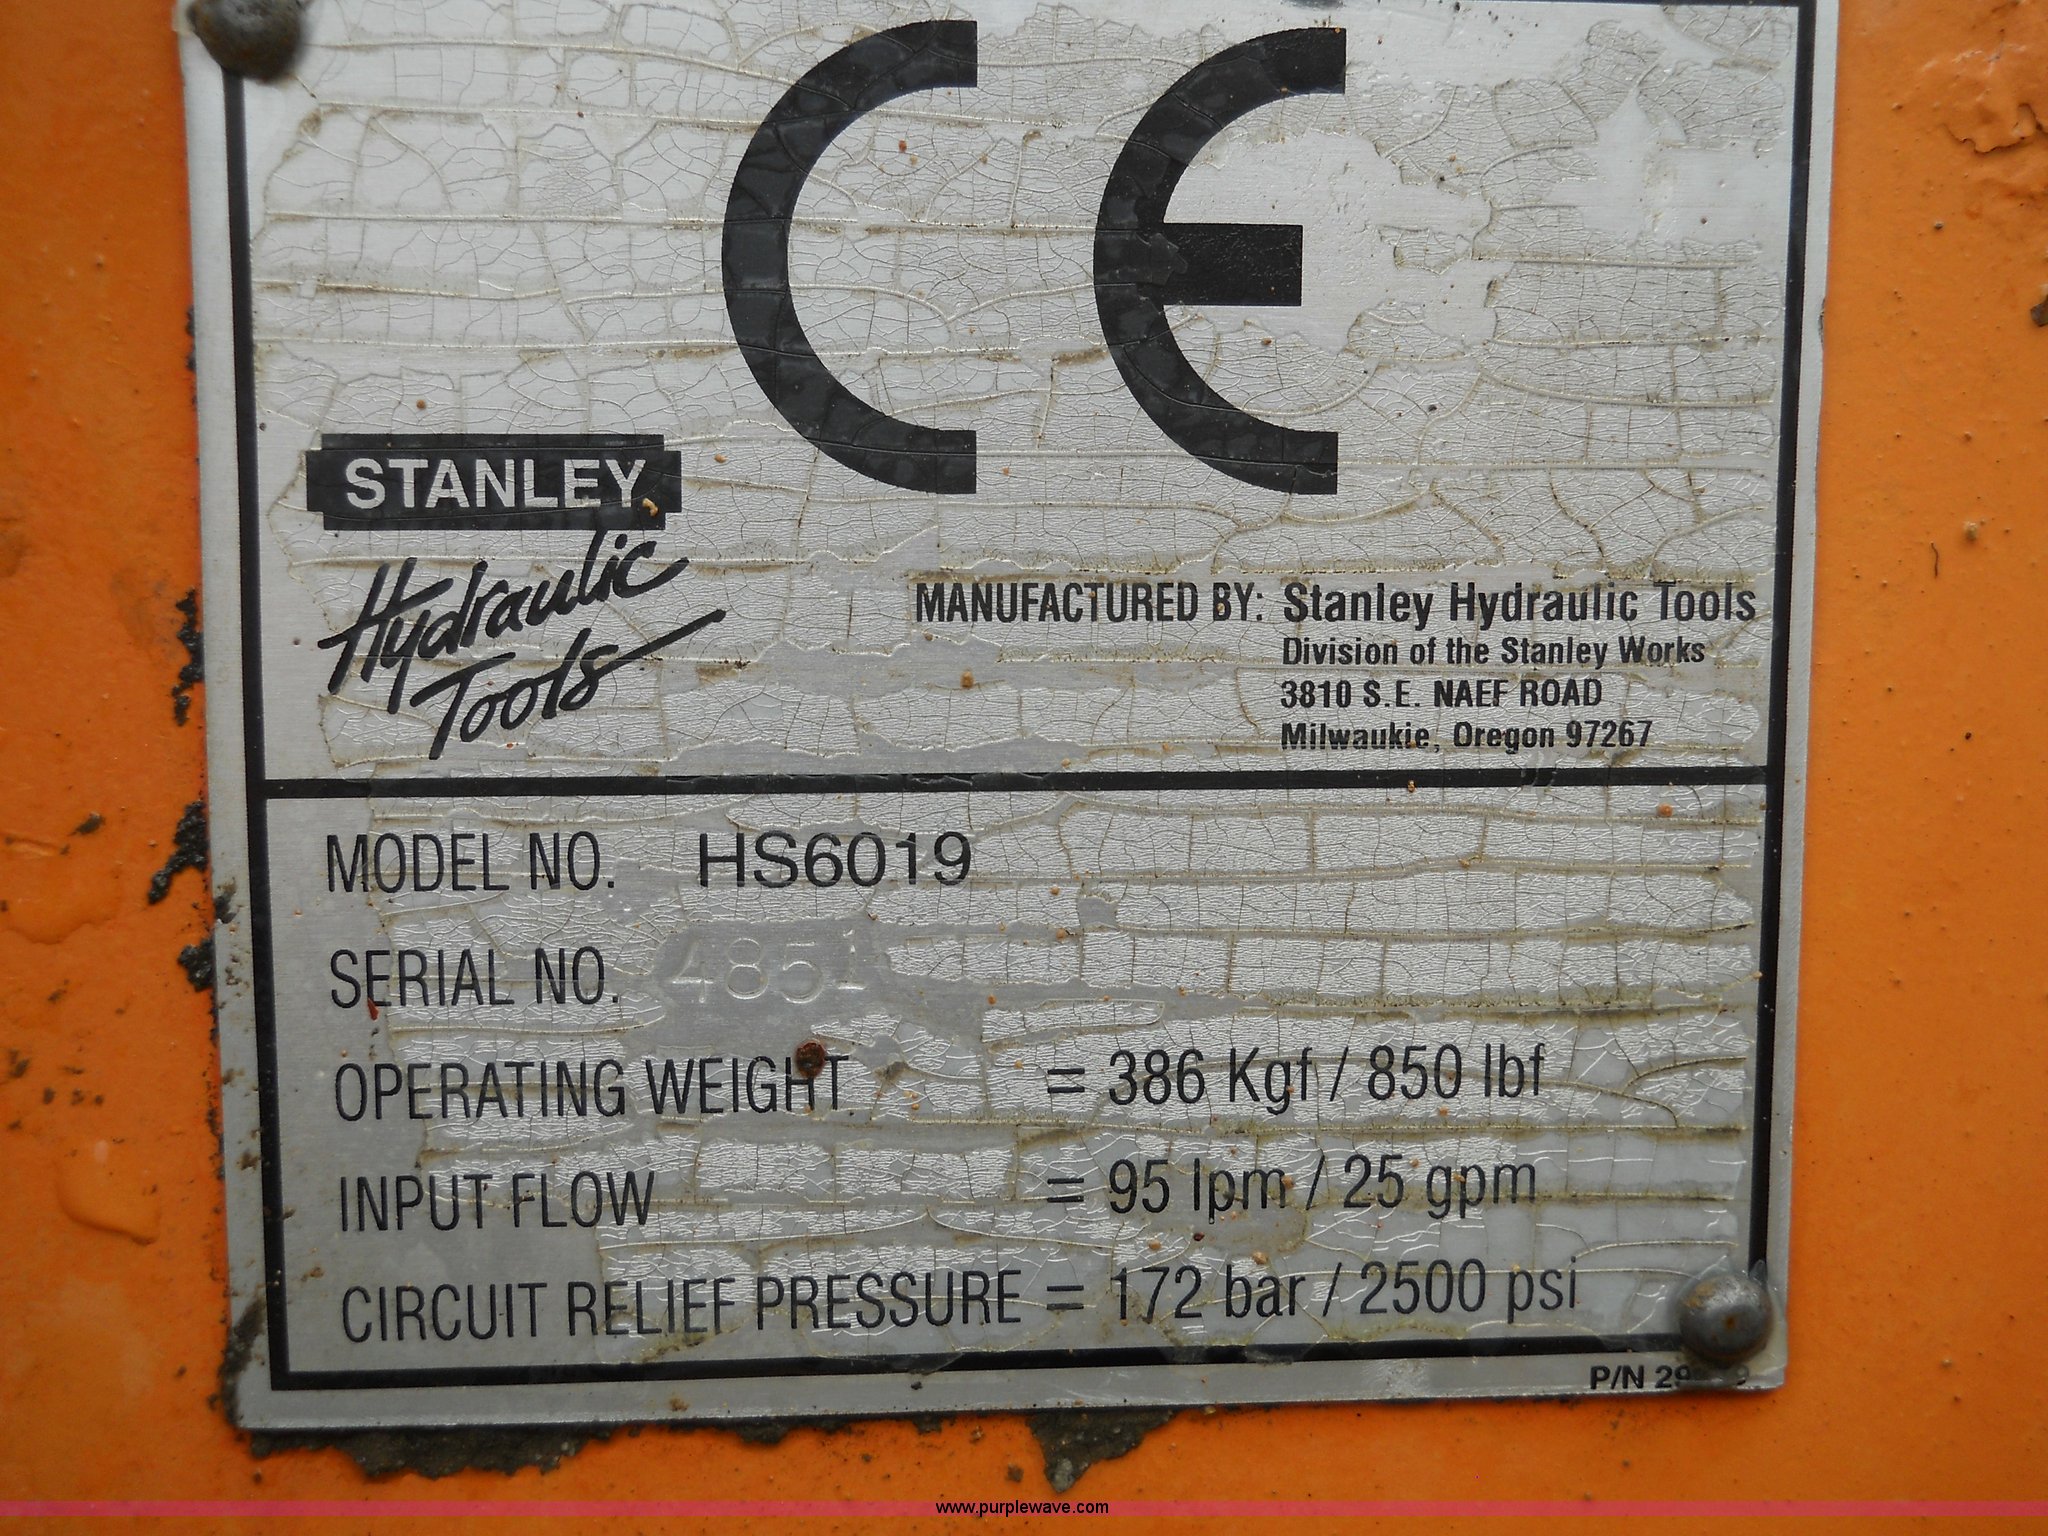 CE
STANLEY
Hydraulic
Tools
MANUFACTURED BY: Stanley Hydraulic Tools
Division of the Stanley Works
3810 S.E. NAEF ROAD
Milwaukie, Oregon 97267
MODEL NO. HS6019
SERIAL NO. 4851
OPERATING WEIGHT = 386 Kgf / 850 lbf
INPUT FLOW = 95 lpm / 25 gpm
CIRCUIT RELIEF PRESSURE = 172 bar / 2500 psi
P/N
www.purplewave.com